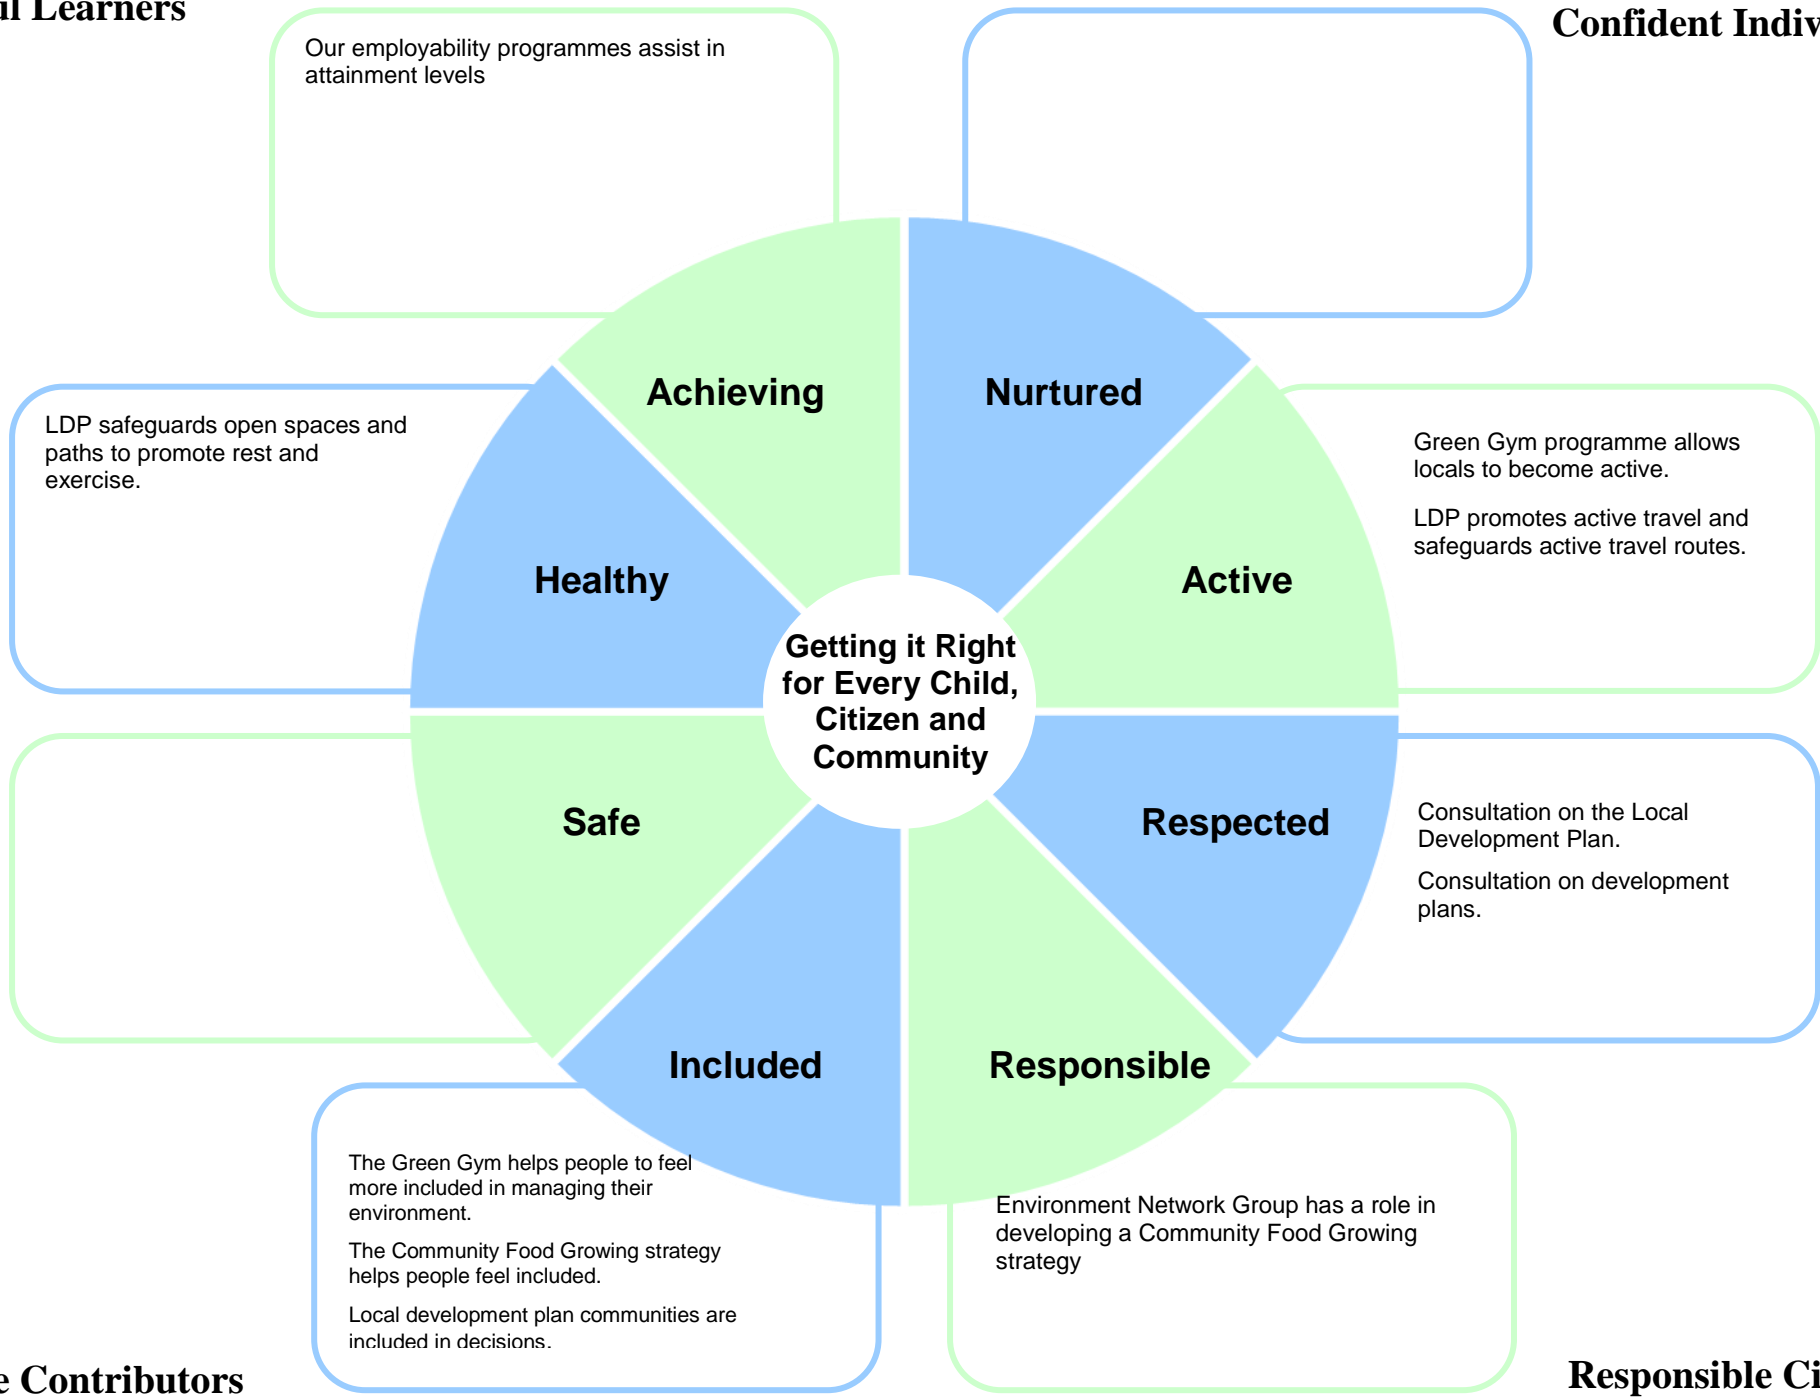 Learners
Confident
Our employability programmes assist in
attainment levels
Achieving
Nurtured
LDP safeguards open spaces and
paths to promote rest and
exercise.
Green Gym programme allows
locals to become active.
LDP promotes active travel and
safeguards active travel routes.
Healthy
Active
Getting it Right
for Every Child,
Citizen and
Community
Safe
Respected
Consultation on the Local
Development Plan.
Consultation on development
plans.
Included
Responsible
The Green Gym helps people to feel
more included in managing their
environment.
The Community Food Growing strategy
helps people feel included.
Local development plan communities are
included in decisions.
Environment Network Group has a role in
developing a Community Food Growing
strategy
Contributors
Responsible